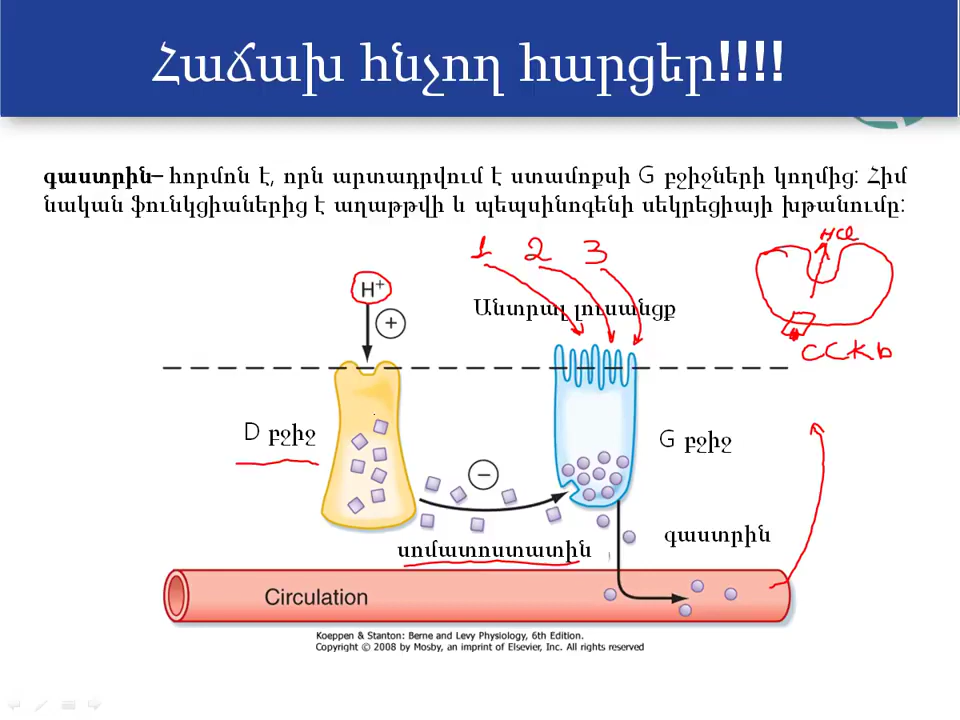 Հաճախ հնչող հարցեր!!!!
գաստրին– հորմոն է, որն արտադրվում է ստամոքսի G բջիջների կողմից: Հիմ
նական ֆունկցիաներից է աղաթթվի և պեպսինոգենի սեկրեցիայի խթանումը:
1 2 3
HCl
H+
+
Անտրալ լուսանցք
CCKb
D բջիջ
G բջիջ
–
սոմատոստատին
գաստրին
Circulation
Koeppen & Stanton: Berne and Levy Physiology, 6th Edition.
Copyright © 2008 by Mosby, an imprint of Elsevier, Inc. All rights reserved